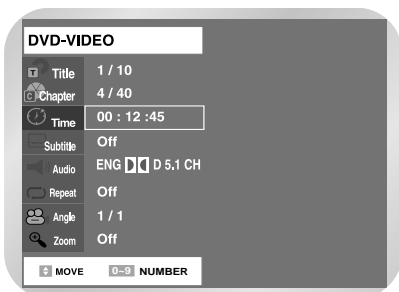 DVD-VIDEO
T Title 1 / 10
C Chapter 4 / 40
Time 00 : 12 :45
Subtitle Off
Audio ENG D 5.1 CH
Repeat Off
Angle 1 / 1
Zoom Off
MOVE 0~9 NUMBER